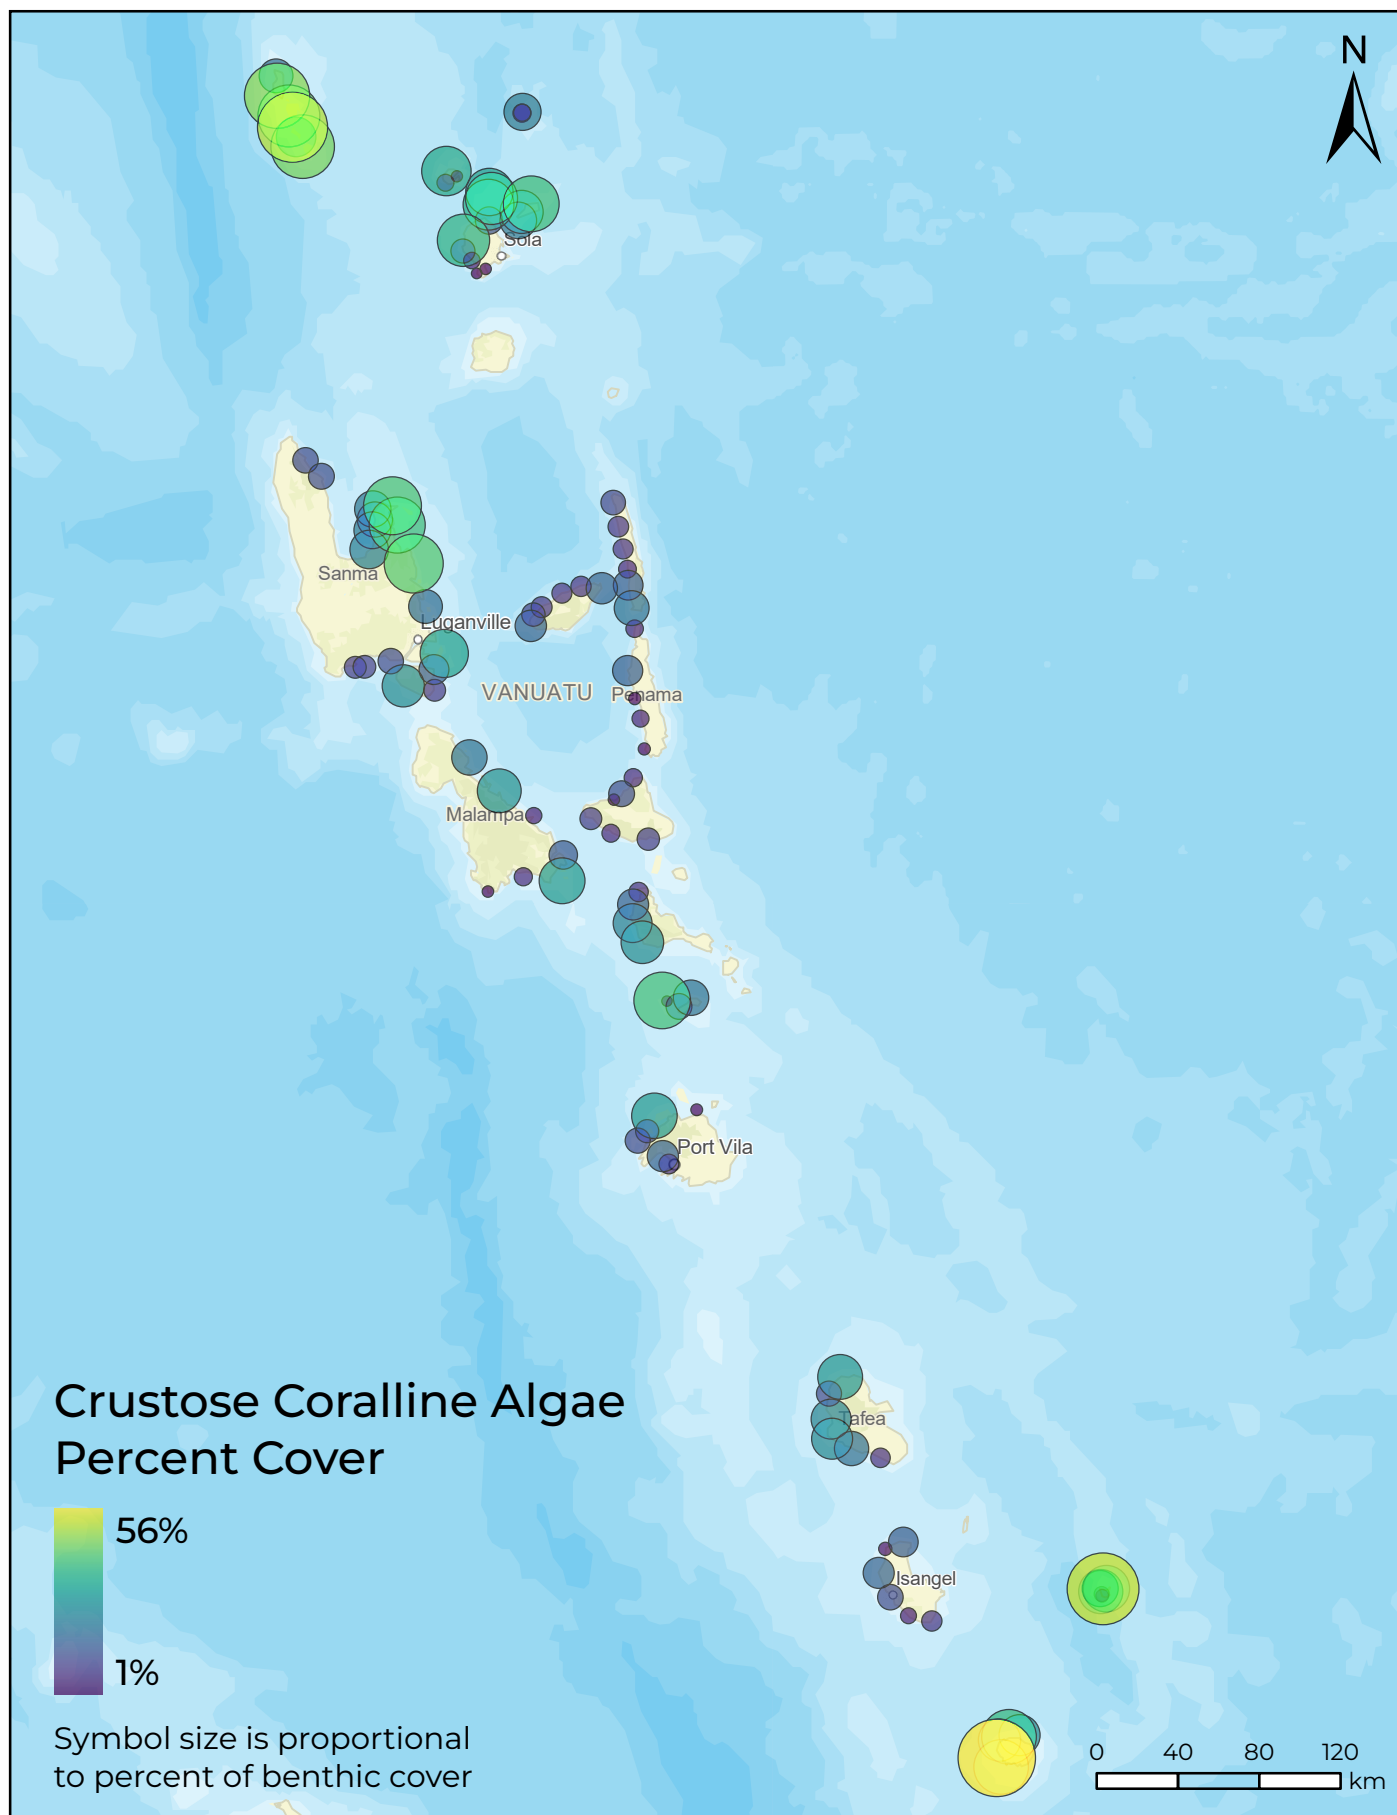 N
Sola
Sanma
Luganville
VANUATU
Penama
Malampa
Port Vila
Tafea
Isangel
Crustose Coralline Algae
Percent Cover
56%
1%
Symbol size is proportional
to percent of benthic cover
0 40 80 120
km